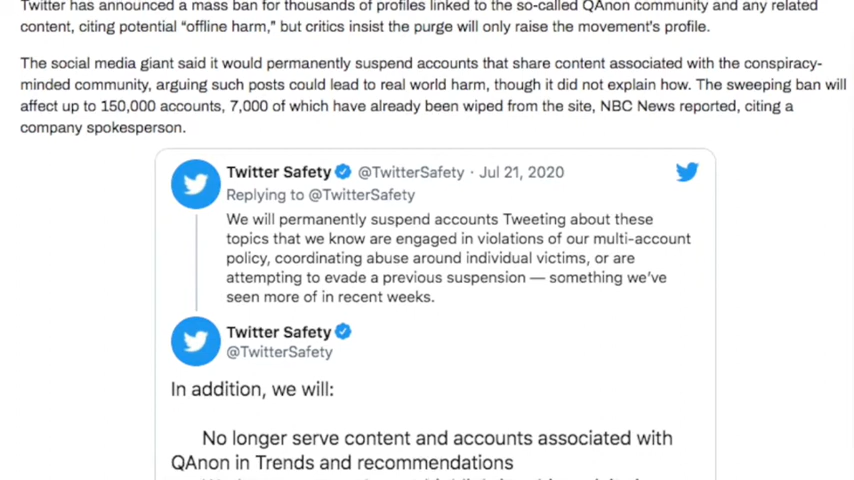 Twitter has announced a mass ban for thousands of profiles linked to the so-called QAnon community and any related
content, citing potential “offline harm,” but critics insist the purge will only raise the movement's profile.
The social media giant said it would permanently suspend accounts that share content associated with the conspiracy-
minded community, arguing such posts could lead to real world harm, though it did not explain how. The sweeping ban will
affect up to 150,000 accounts, 7,000 of which have already been wiped from the site, NBC News reported, citing a
company spokesperson.
Twitter Safety @TwitterSafety · Jul 21, 2020
Replying to @TwitterSafety
We will permanently suspend accounts Tweeting about these
topics that we know are engaged in violations of our multi-account
policy, coordinating abuse around individual victims, or are
attempting to evade a previous suspension — something we’ve
seen more of in recent weeks.
Twitter Safety
@TwitterSafety
In addition, we will:
No longer serve content and accounts associated with
QAnon in Trends and recommendations